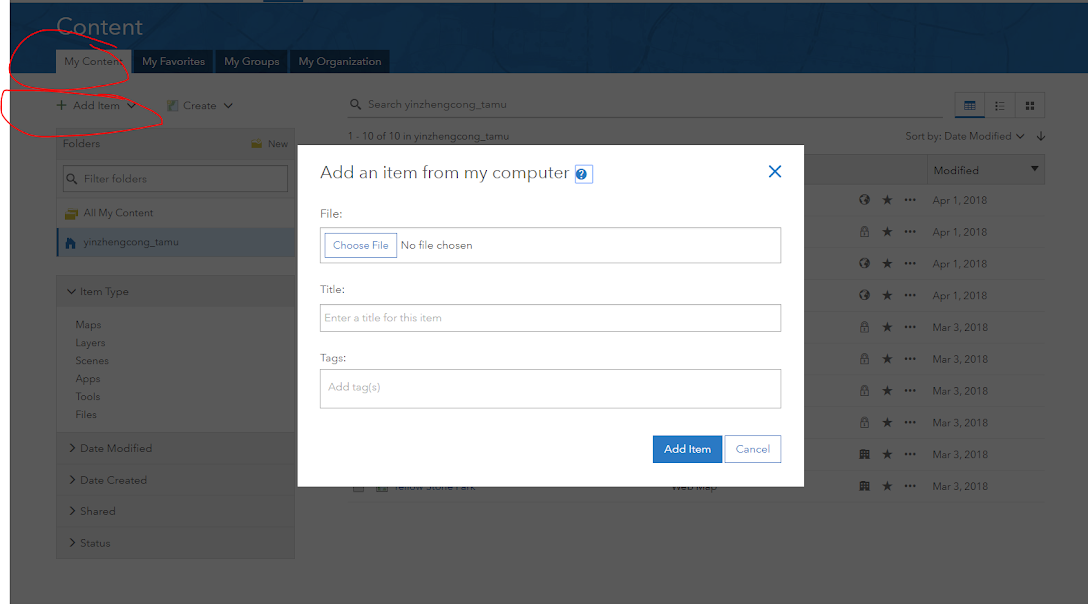 Content
My Content My Favorites My Groups My Organization
+ Add Item Create Search yinzhengcong_tamu
1 - 10 of 10 in yinzhengcong_tamu Sort by: Date Modified
Folders New
Add an item from my computer ?
Modified
Filter folders
Apr 1, 2018
All My Content
File:
Apr 1, 2018
yinzhengcong_tamu
Choose File No file chosen
Apr 1, 2018
Item Type
Title:
Apr 1, 2018
Enter a title for this item
Maps
Mar 3, 2018
Layers
Scenes
Tags:
Mar 3, 2018
Apps
Add tag(s)
Mar 3, 2018
Tools
Files
Mar 3, 2018
Date Modified
Add Item Cancel
Mar 3, 2018
Date Created
Yellow Stone Park Web Map Mar 3, 2018
Shared
Status